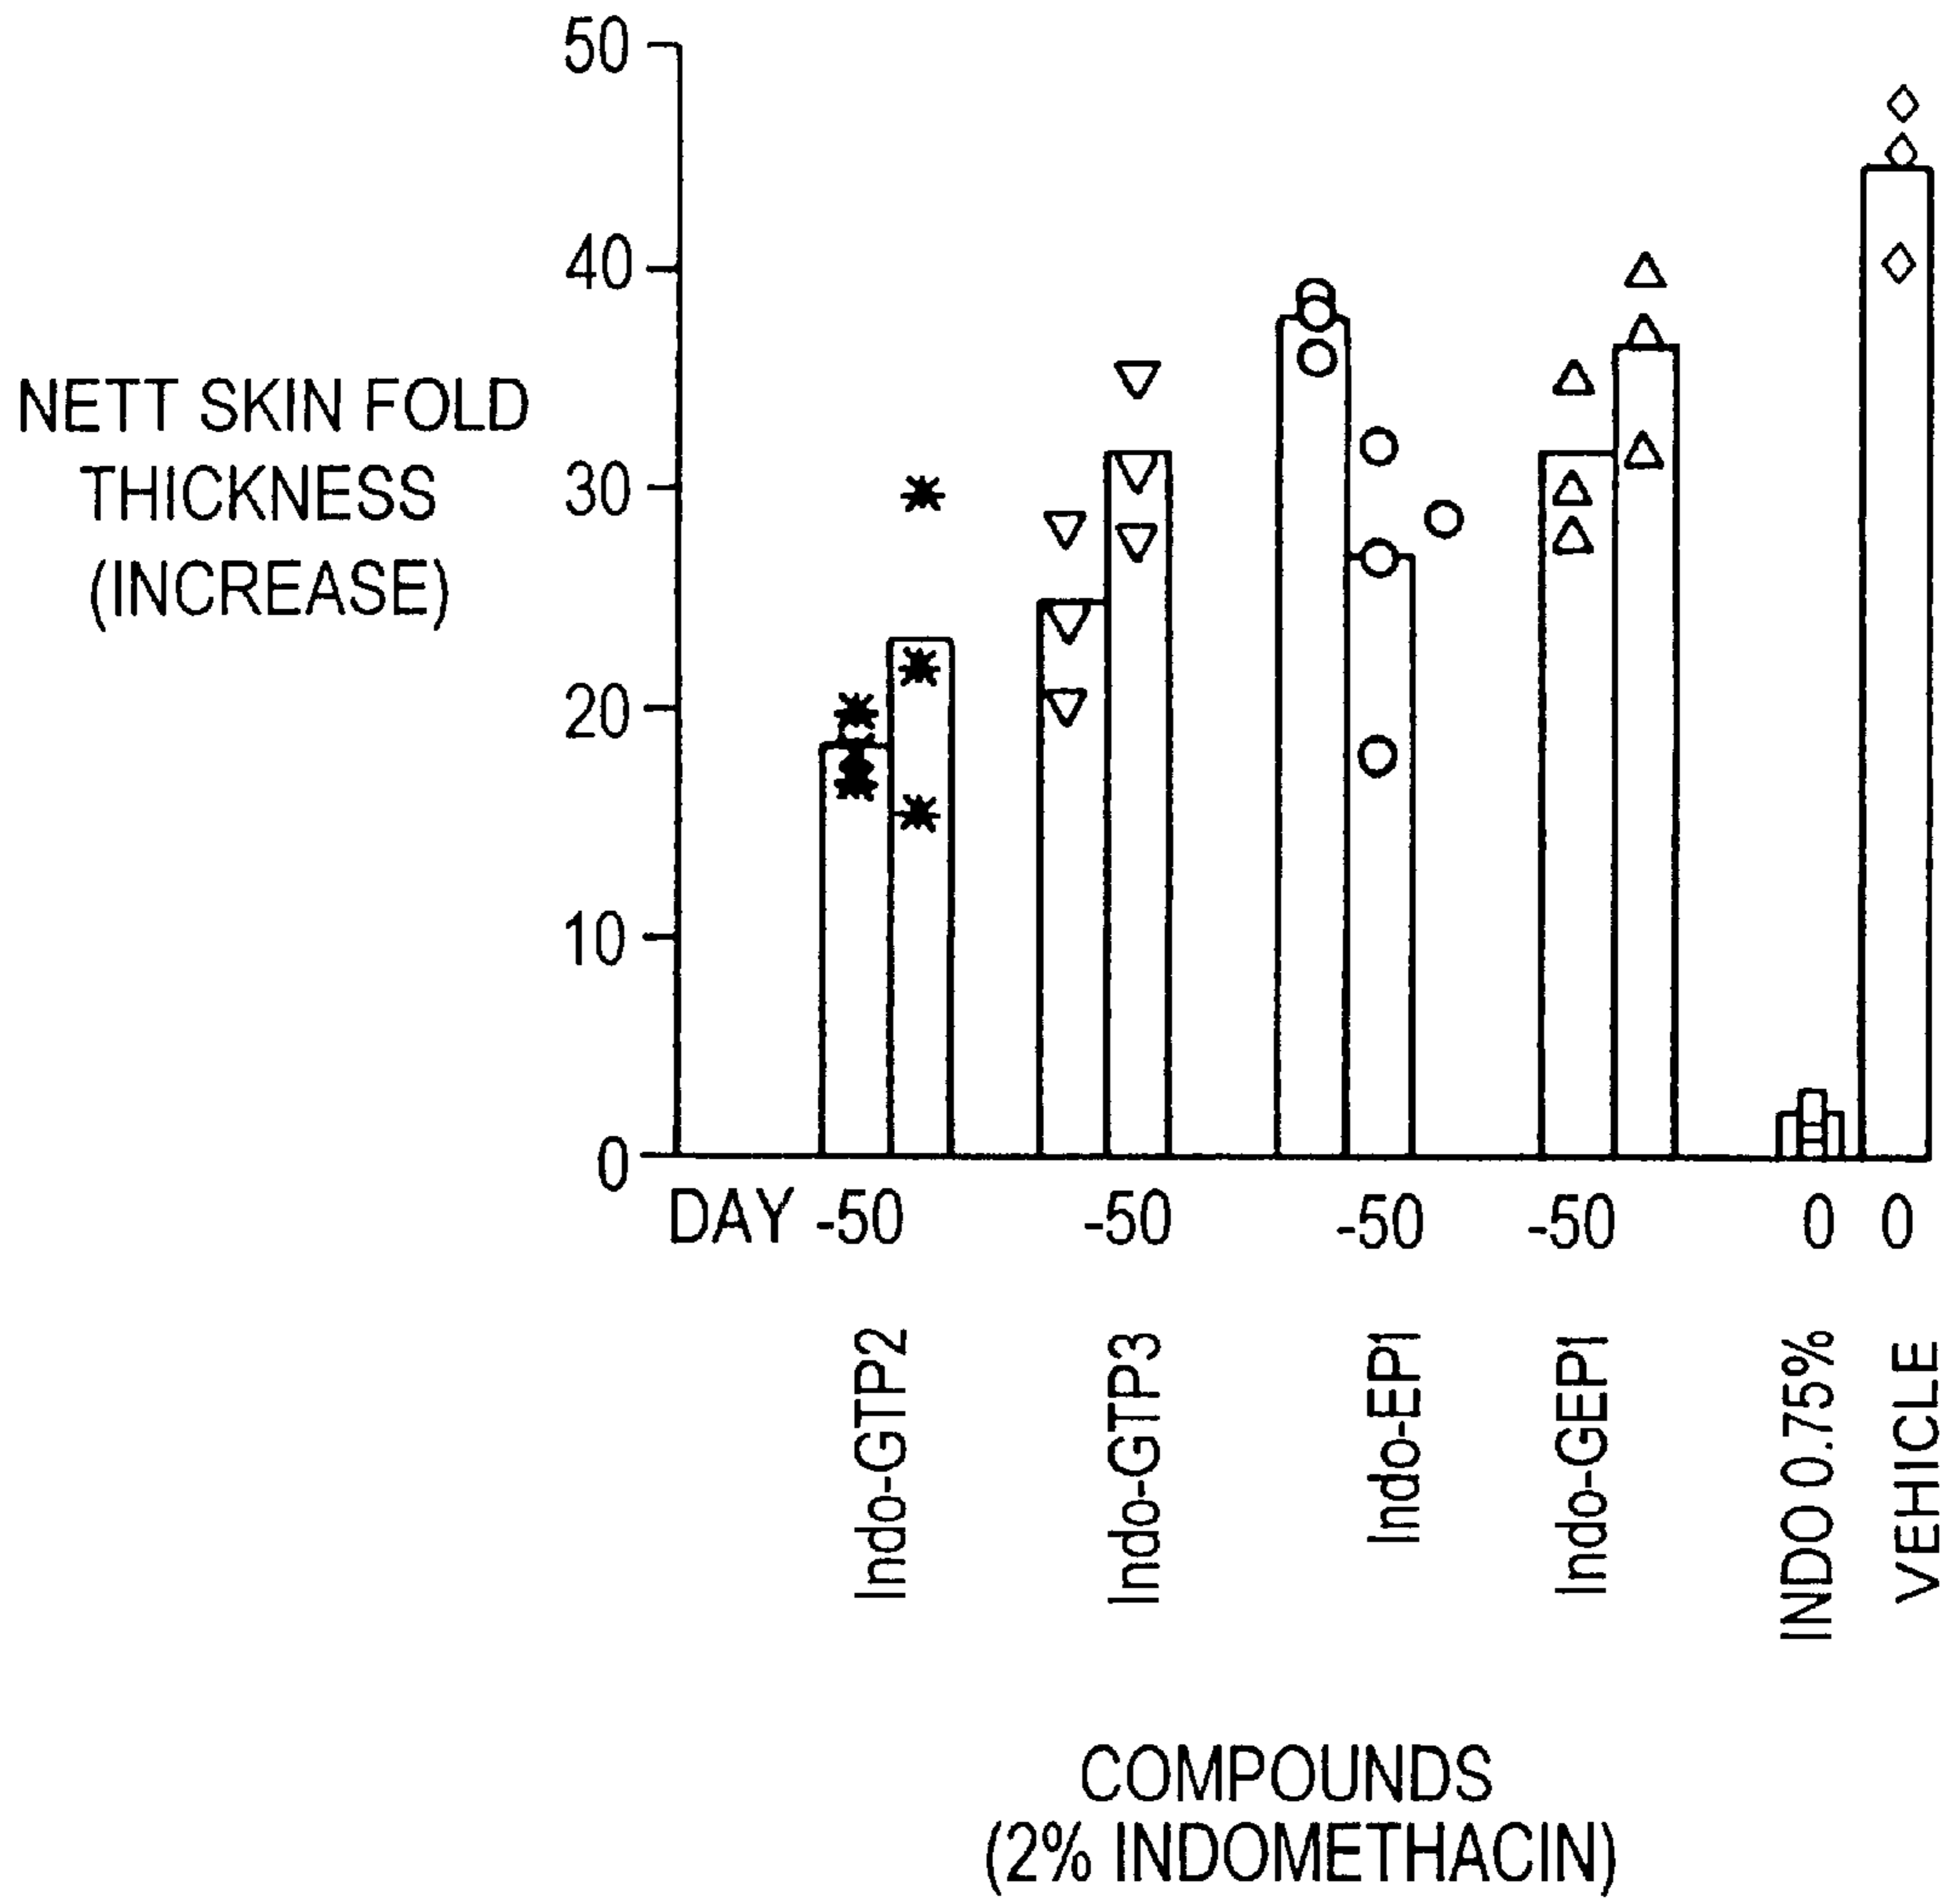 50
40
30
20
10
0
NETT SKIN FOLD
THICKNESS
(INCREASE)
DAY -50 -50 -50 -50 0 0
Indo-GTP2
Indo-GTP3
Indo-EPI
Indo-GEPI
INDO 0.75%
VEHICLE
COMPOUNDS
(2% INDOMETHACIN)